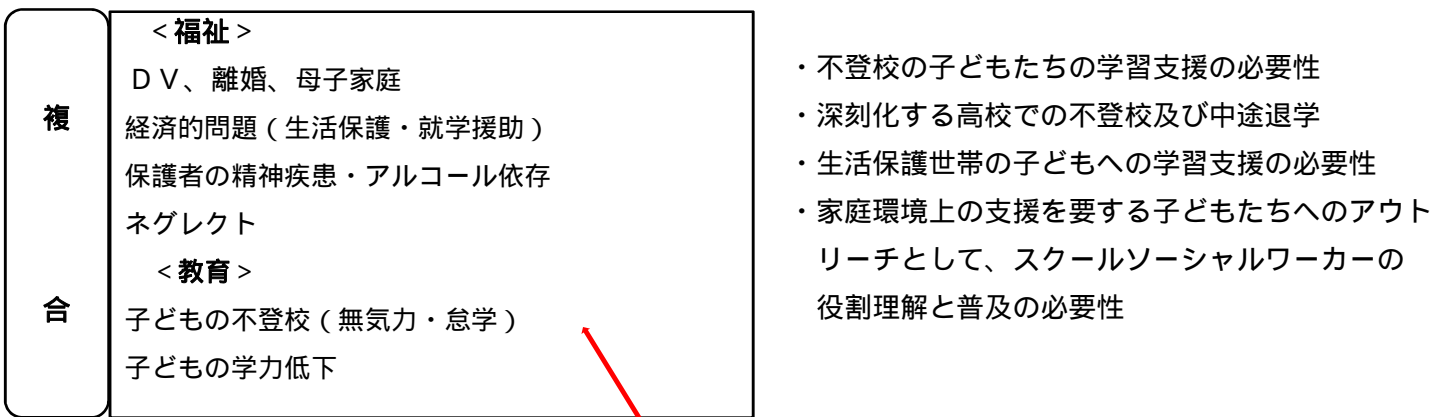 複
合
<福祉>
ＤＶ、離婚、母子家庭
経済的問題(生活保護・就学援助)
保護者の精神疾患・アルコール依存
ネグレクト
<教育>
子どもの不登校(無気力・怠学)
子どもの学力低下
・不登校の子どもたちの学習支援の必要性
・深刻化する高校での不登校及び中途退学
・生活保護世帯の子どもへの学習支援の必要性
・家庭環境上の支援を要する子どもたちへのアウト
リーチとして、スクールソーシャルワーカーの
役割理解と普及の必要性